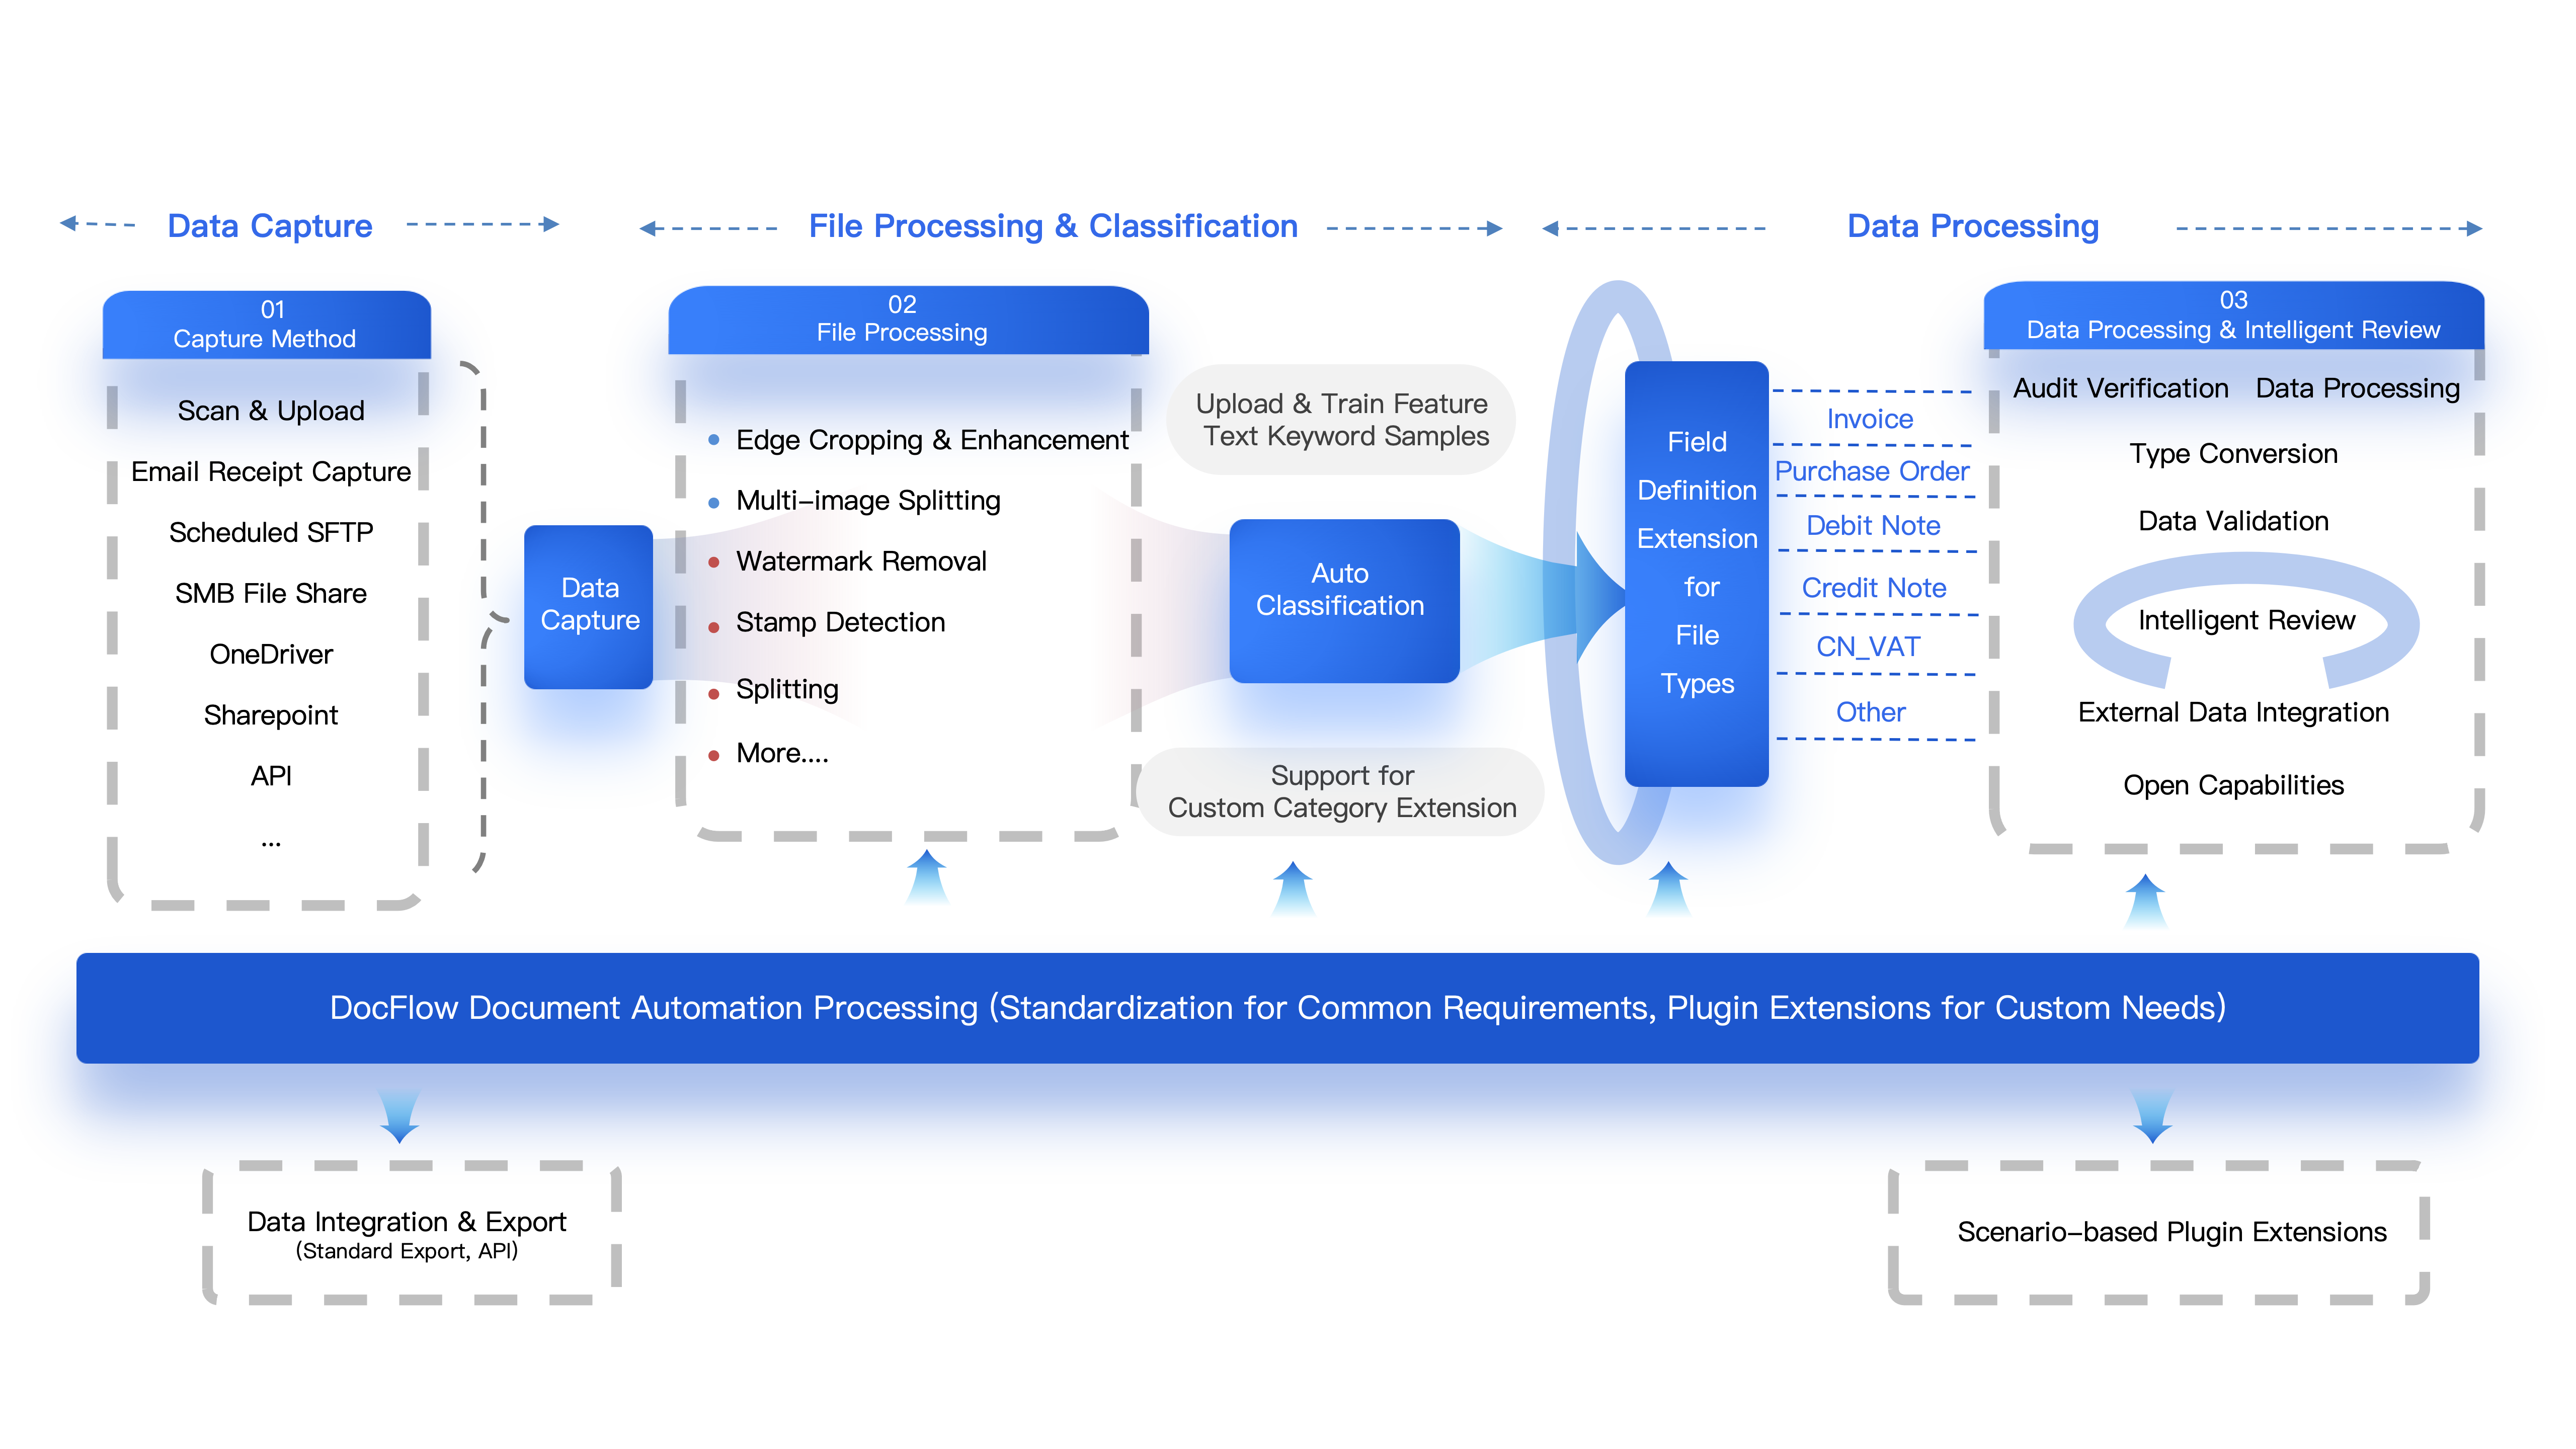 Data Capture
File Processing & Classification
Data Processing
01
Capture Method
Scan & Upload
Email Receipt Capture
Scheduled SFTP
SMB File Share
OneDriver
Sharepoint
API
...
Data
Capture
02
File Processing
Edge Cropping & Enhancement
Multi-image Splitting
Watermark Removal
Stamp Detection
Splitting
More....
Upload & Train Feature
Text Keyword Samples
Auto
Classification
Support for
Custom Category Extension
Field
Definition
Extension
for
File
Types
Invoice
Purchase Order
Debit Note
Credit Note
CN_VAT
Other
03
Data Processing & Intelligent Review
Audit Verification Data Processing
Type Conversion
Data Validation
Intelligent Review
External Data Integration
Open Capabilities
DocFlow Document Automation Processing (Standardization for Common Requirements, Plugin Extensions for Custom Needs)
Data Integration & Export
(Standard Export, API)
Scenario-based Plugin Extensions